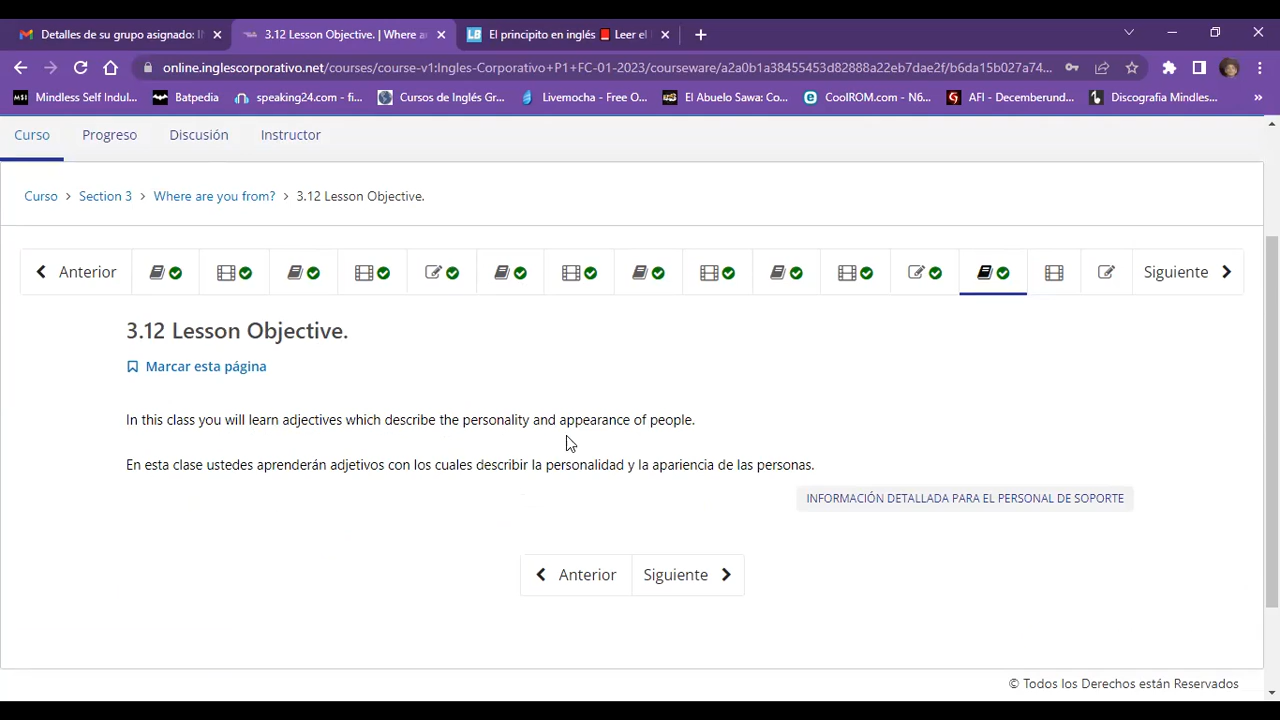 Detalles de su grupo asignado: I
3.12 Lesson Objective. | Where a
El principito en inglés 📕 Leer el
online.inglescorporativo.net/courses/course-v1:Ingles-Corporativo+P1+FC-01-2023/courseware/a2a0b1a38455453d82888a22eb7dae2f/b6da15b027a74...
Mindless Self Indul...
Batpedia
speaking24.com - fi...
Cursos de Inglés Gr...
Livemocha - Free O...
El Abuelo Sawa: Co...
CoolROM.com - N6...
AFI - Decemberund...
Discografia Mindles...
Curso Progreso Discusión Instructor
Curso > Section 3 > Where are you from? > 3.12 Lesson Objective.
Anterior Siguiente
3.12 Lesson Objective.
Marcar esta página
In this class you will learn adjectives which describe the personality and appearance of people.
En esta clase ustedes aprenderán adjetivos con los cuales describir la personalidad y la apariencia de las personas.
INFORMACIÓN DETALLADA PARA EL PERSONAL DE SOPORTE
Anterior Siguiente
© Todos los Derechos están Reservados